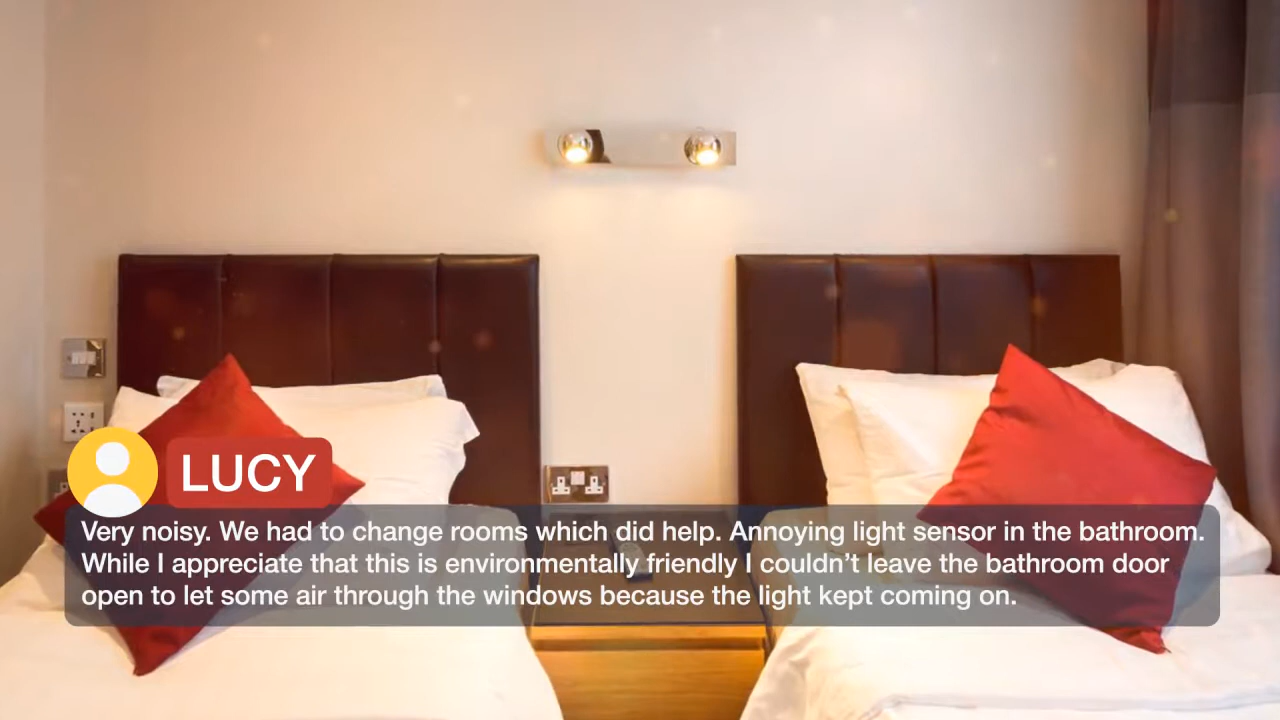 LUCY
Very noisy. We had to change rooms which did help. Annoying light sensor in the bathroom.
While I appreciate that this is environmentally friendly I couldn’t leave the bathroom door
open to let some air through the windows because the light kept coming on.